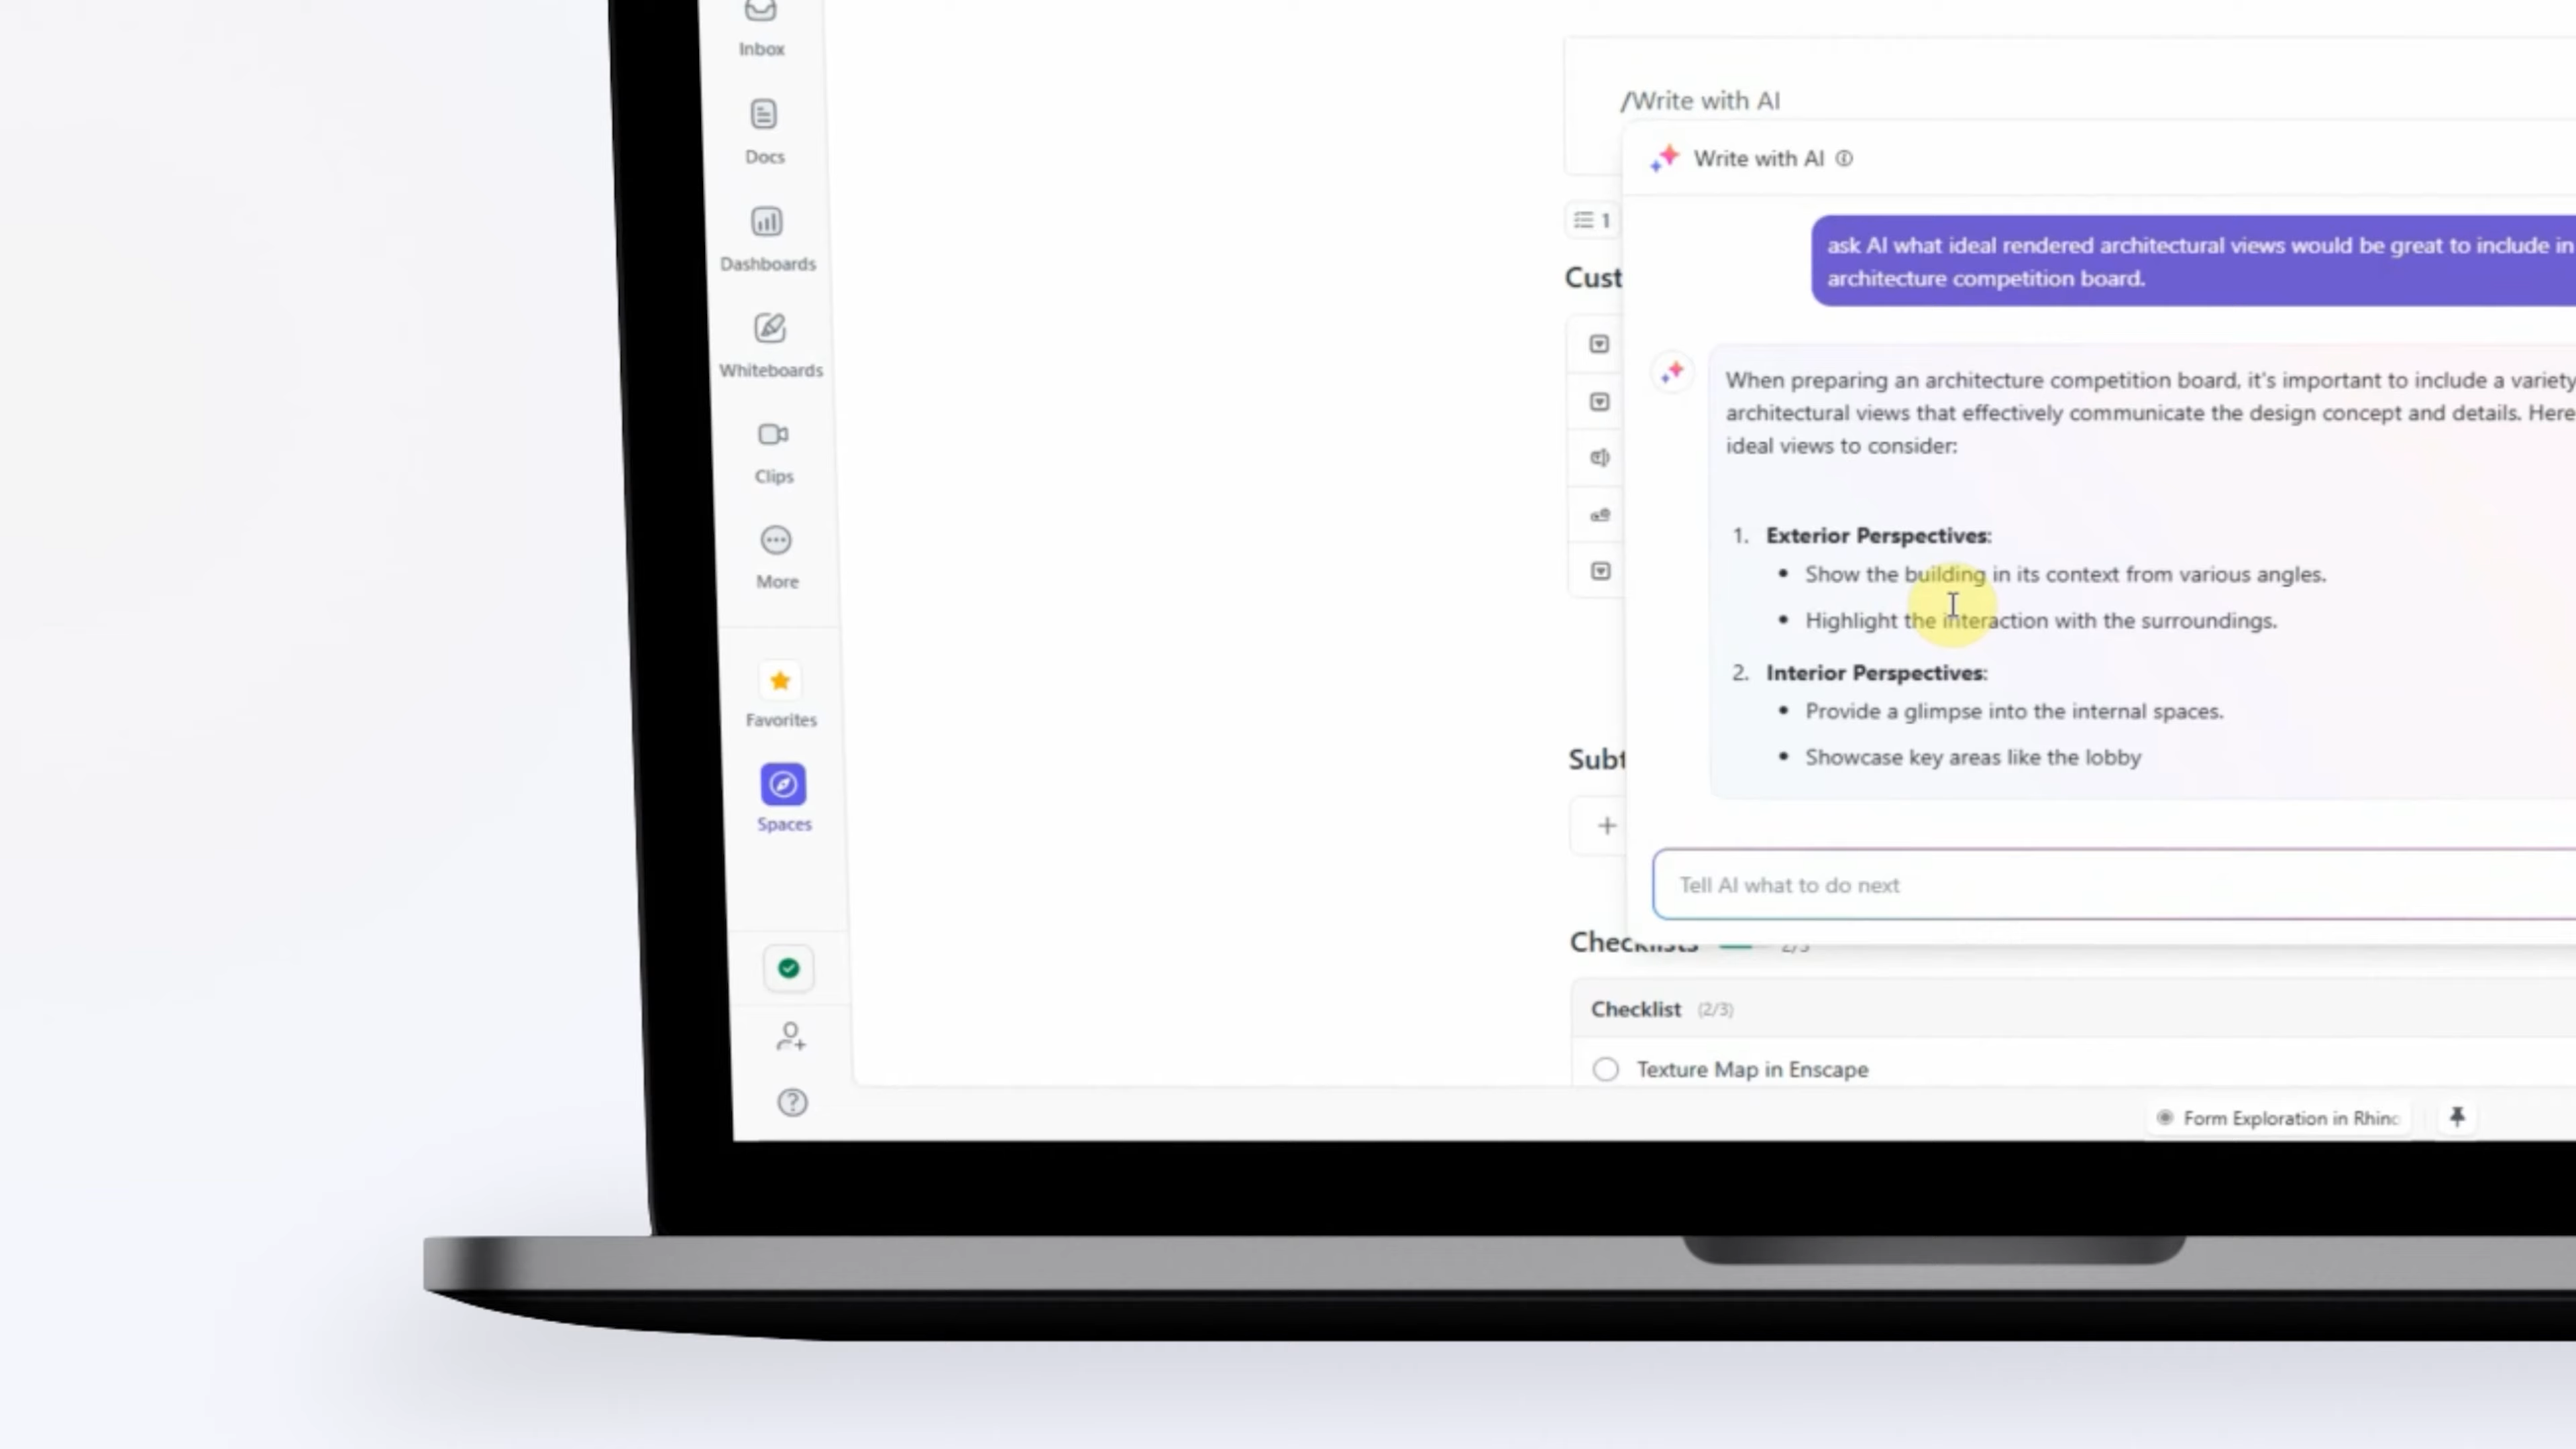 Inbox
Docs
Dashboards
Whiteboards
Clips
More
Favorites
Spaces
/Write with AI
Write with AI
1
ask AI what ideal rendered architectural views would be great to include in
architecture competition board.
Cust
When preparing an architecture competition board, it's important to include a variety
architectural views that effectively communicate the design concept and details. Here
ideal views to consider:
1. Exterior Perspectives:
• Show the building in its context from various angles.
• Highlight the interaction with the surroundings.
2. Interior Perspectives:
• Provide a glimpse into the internal spaces.
• Showcase key areas like the lobby
Subt
Tell AI what to do next
Checklists 2/3
Checklist (2/3)
Texture Map in Enscape
Form Exploration in Rhino